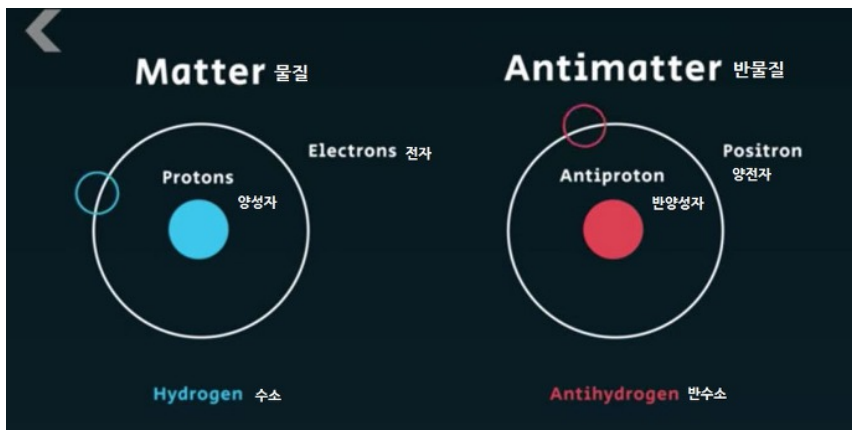 Matter 물질
Electrons 전자
Protons
양성자
Hydrogen 수소
Antimatter 반물질
Positron
양전자
Antiproton
반양성자
Antihydrogen 반수소